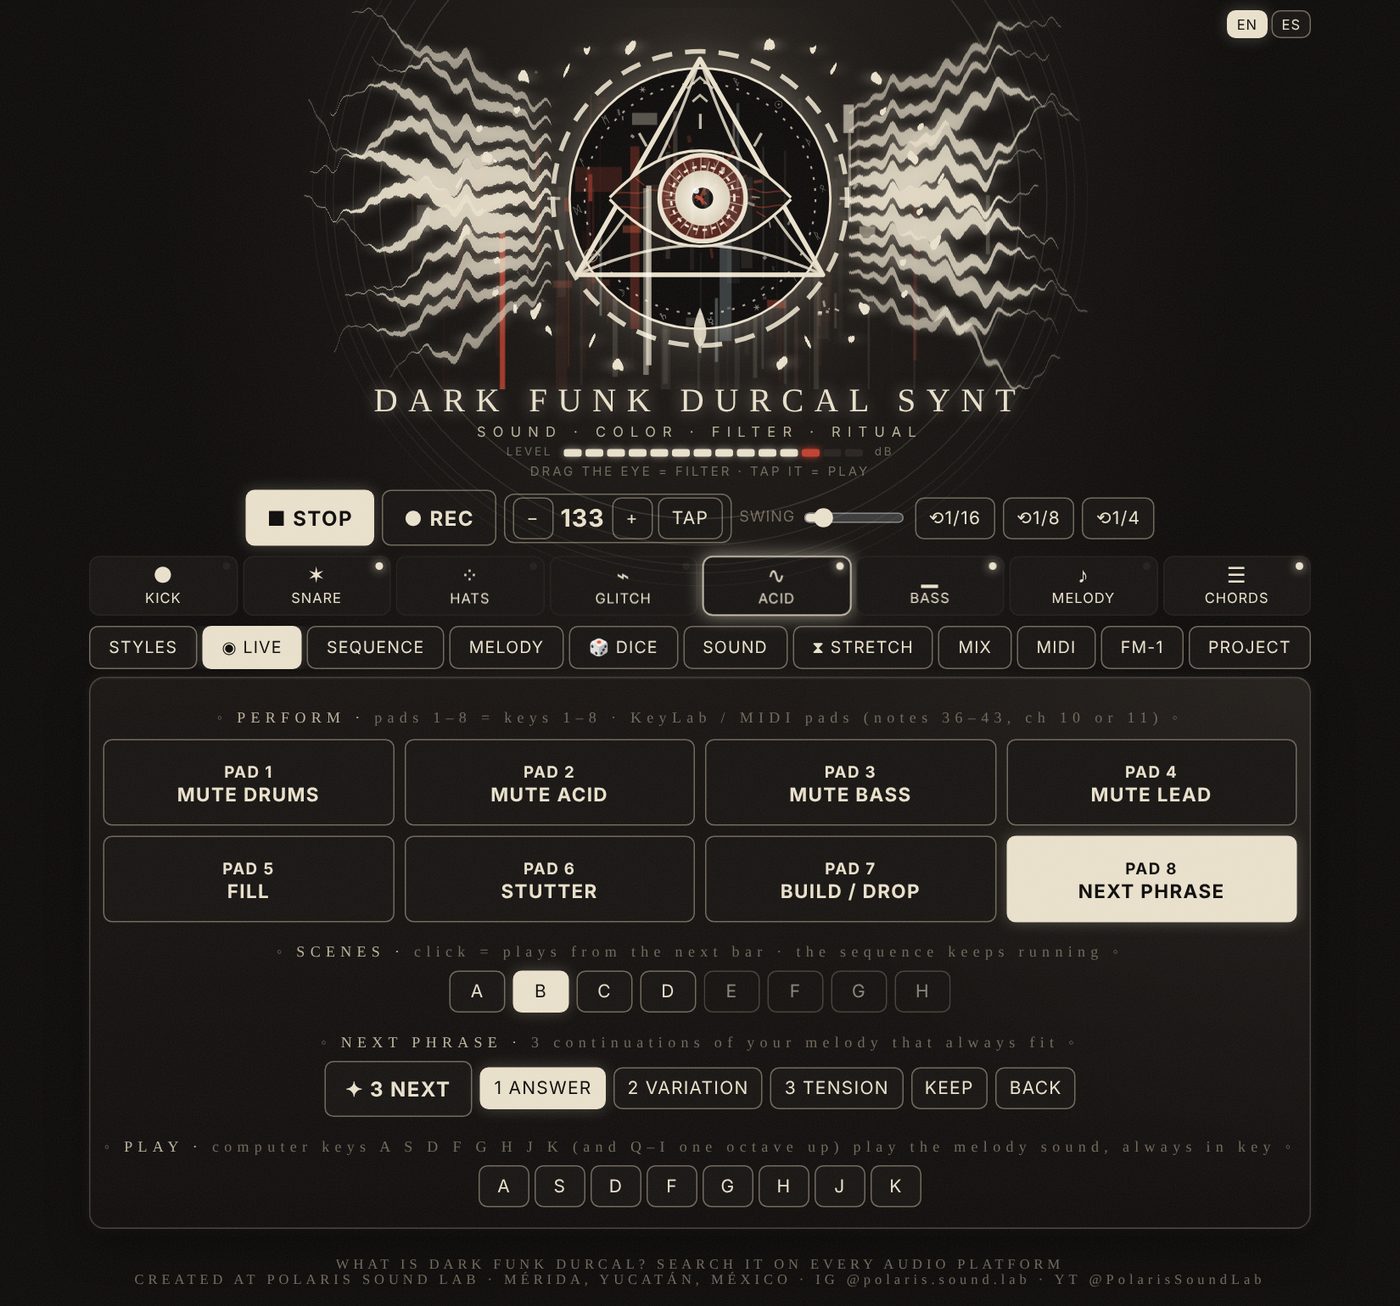 EN ES
DARK FUNK DURCAL SYNT
SOUND · COLOR · FILTER · RITUAL
LEVEL dB
DRAG THE EYE = FILTER · TAP IT = PLAY
■ STOP ● REC − 133 + TAP SWING ⟲1/16 ⟲1/8 ⟲1/4
KICK SNARE HATS GLITCH ACID BASS MELODY CHORDS
STYLES ◉ LIVE SEQUENCE MELODY 🎲 DICE SOUND ⧗ STRETCH MIX MIDI FM-1 PROJECT
◦ PERFORM · pads 1–8 = keys 1–8 · KeyLab / MIDI pads (notes 36–43, ch 10 or 11) ◦
PAD 1 PAD 2 PAD 3 PAD 4
MUTE DRUMS MUTE ACID MUTE BASS MUTE LEAD
PAD 5 PAD 6 PAD 7 PAD 8
FILL STUTTER BUILD / DROP NEXT PHRASE
◦ SCENES · click = plays from the next bar · the sequence keeps running ◦
A B C D E F G H
◦ NEXT PHRASE · 3 continuations of your melody that always fit ◦
✦ 3 NEXT 1 ANSWER 2 VARIATION 3 TENSION KEEP BACK
◦ PLAY · computer keys A S D F G H J K (and Q–I one octave up) play the melody sound, always in key ◦
A S D F G H J K
WHAT IS DARK FUNK DURCAL? SEARCH IT ON EVERY AUDIO PLATFORM
CREATED AT POLARIS SOUND LAB · MÉRIDA, YUCATÁN, MÉXICO · IG @polaris.sound.lab · YT @PolarisSoundLab